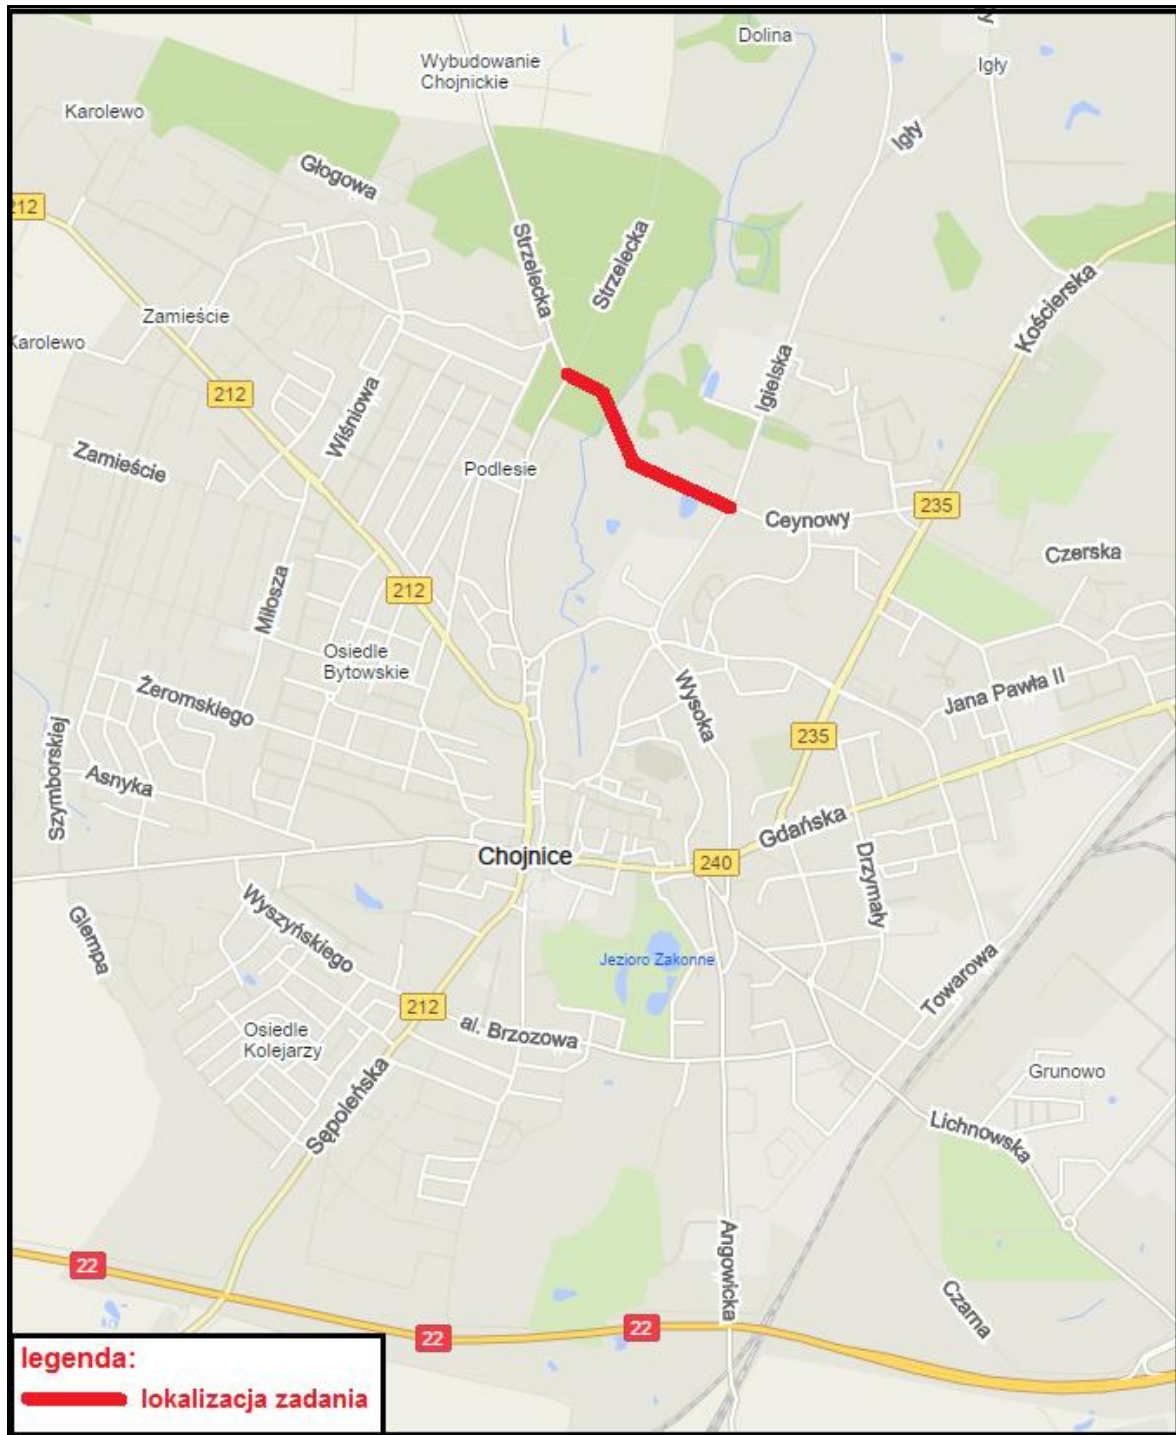 Dolina
Wybudowanie
Chojnickie
Igły
Karolewo
Igły
Głogowa
212
Strzelecka
Strzelecka
Kościerska
Zamieście
Karolewo
Igielska
212
Wiśniowa
Zamieście
Podlesie
235
Ceynowy
Czerska
212
Miłosza
Osiedle
Bytowskie
Żeromskiego
Wysoka
Jana Pawła II
Szymborskiej
235
Asnyka
Gdańska
Chojnice
240
Drzymały
Glempa
Wyszyńskiego
Jezioro Zakonne
Towarowa
212
al. Brzozowa
Osiedle
Kolejarzy
Grunowo
Sępoleńska
Lichnowska
Angowicka
22
Czarna
22
22
legenda:
lokalizacja zadania